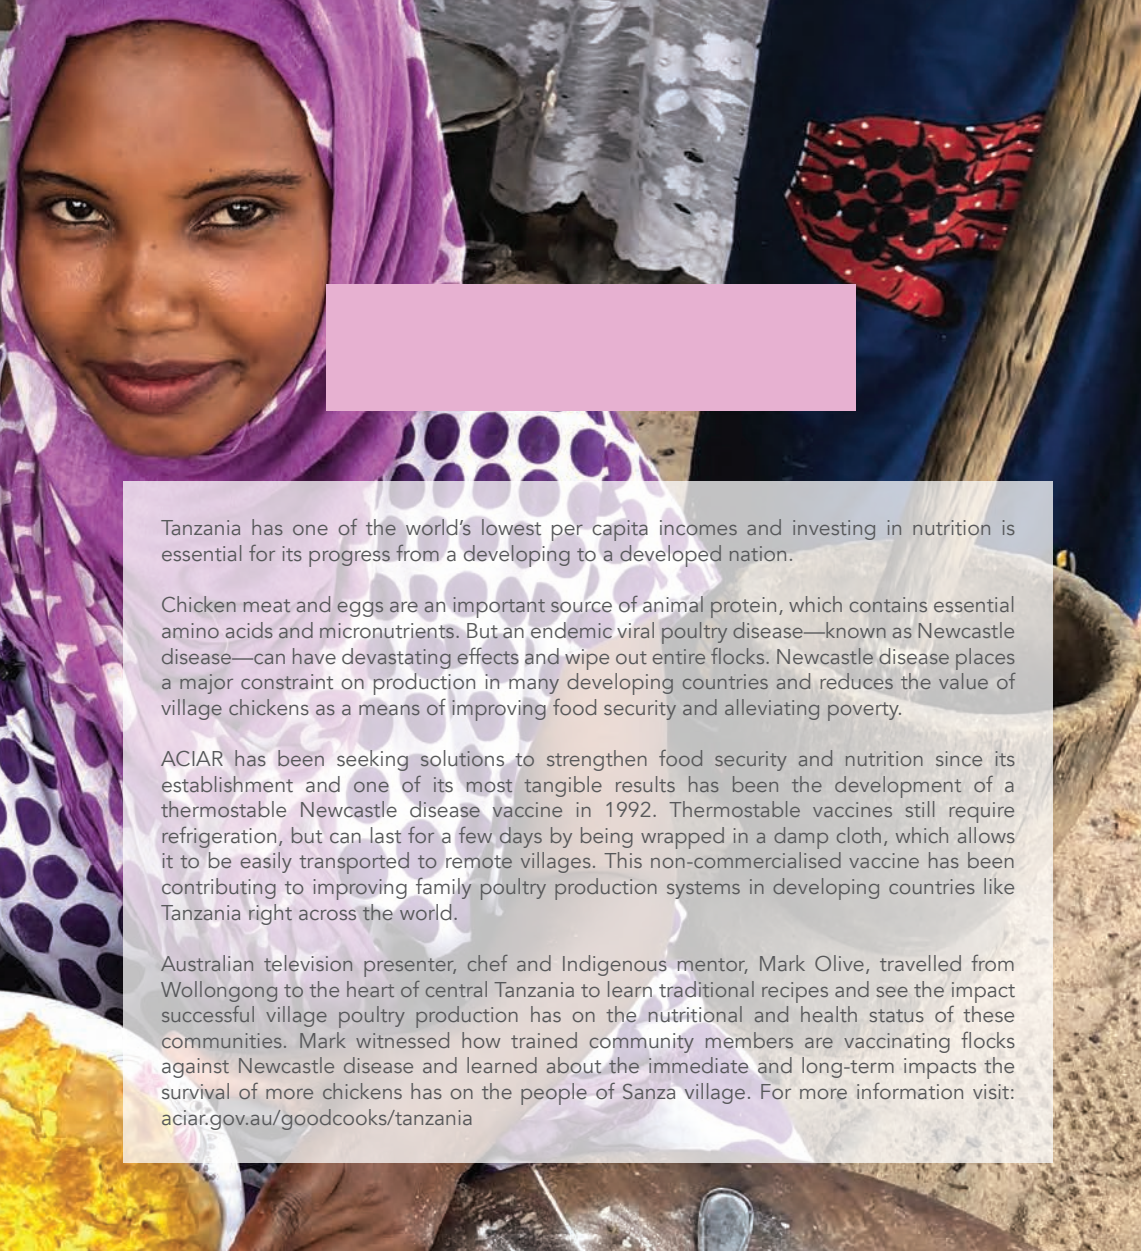 Tanzania has one of the world's lowest per capita incomes and investing in nutrition is
essential for its progress from a developing to a developed nation.
Chicken meat and eggs are an important source of animal protein, which contains essential
amino acids and micronutrients. But an endemic viral poultry disease—known as Newcastle
disease—can have devastating effects and wipe out entire flocks. Newcastle disease places
a major constraint on production in many developing countries and reduces the value of
village chickens as a means of improving food security and alleviating poverty.
ACIAR has been seeking solutions to strengthen food security and nutrition since its
establishment and one of its most tangible results has been the development of a
thermostable Newcastle disease vaccine in 1992. Thermostable vaccines still require
refrigeration, but can last for a few days by being wrapped in a damp cloth, which allows
it to be easily transported to remote villages. This non-commercialised vaccine has been
contributing to improving family poultry production systems in developing countries like
Tanzania right across the world.
Australian television presenter, chef and Indigenous mentor, Mark Olive, travelled from
Wollongong to the heart of central Tanzania to learn traditional recipes and see the impact
successful village poultry production has on the nutritional and health status of these
communities. Mark witnessed how trained community members are vaccinating flocks
against Newcastle disease and learned about the immediate and long-term impacts the
survival of more chickens has on the people of Sanza village. For more information visit:
aciar.gov.au/goodcooks/tanzania